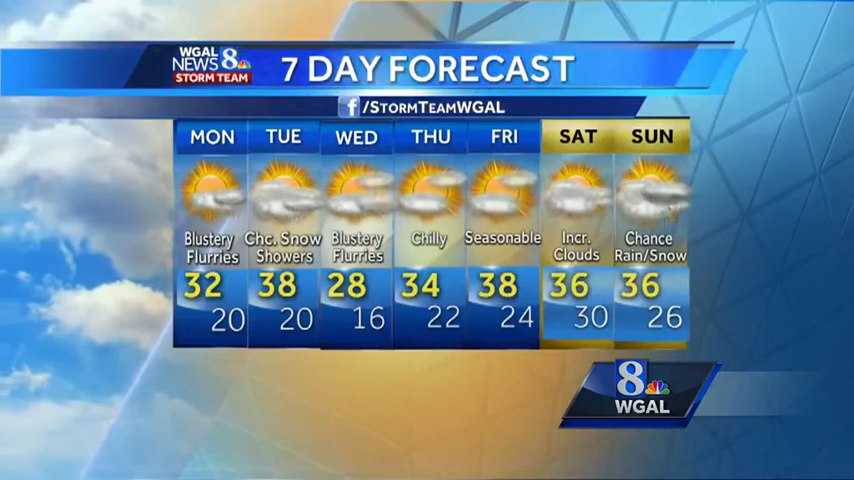 WGAL
NEWS 8
STORM TEAM
7 DAY FORECAST
f/STORMTEAMWGAL
MON TUE WED THU FRI SAT SUN
Blustery Flurries
Chc. Snow Showers
Blustery Flurries
Chilly
Seasonable
Incr. Clouds
Chance Rain/Snow
32 38 28 34 38 36 36
20 20 16 22 24 30 26
8
WGAL